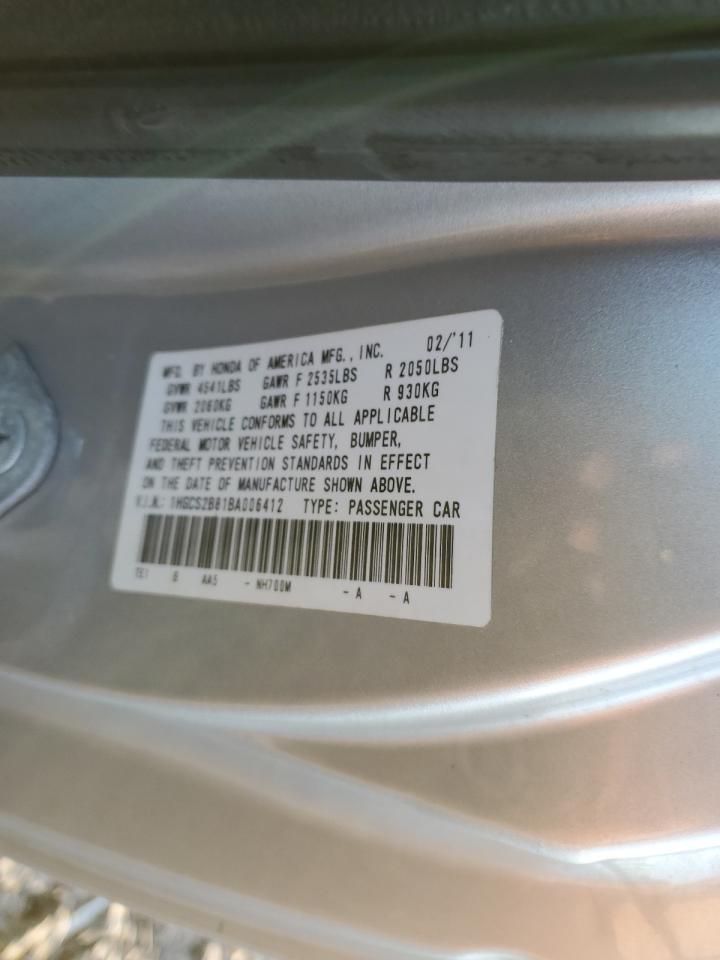 MFD. BY HONDA OF AMERICA MFG., INC. 02/'11
GVWR 4541LBS GAWR F 2535LBS R 2050LBS
GVWR 2060KG GAWR F 1150KG R 930KG
THIS VEHICLE CONFORMS TO ALL APPLICABLE
FEDERAL MOTOR VEHICLE SAFETY, BUMPER,
AND THEFT PREVENTION STANDARDS IN EFFECT
ON THE DATE OF MANUFACTURE SHOWN ABOVE.
V.I.N.: 1HGCS2B81BA006412 TYPE: PASSENGER CAR
TE1 B AA5 - NH700M - A - A